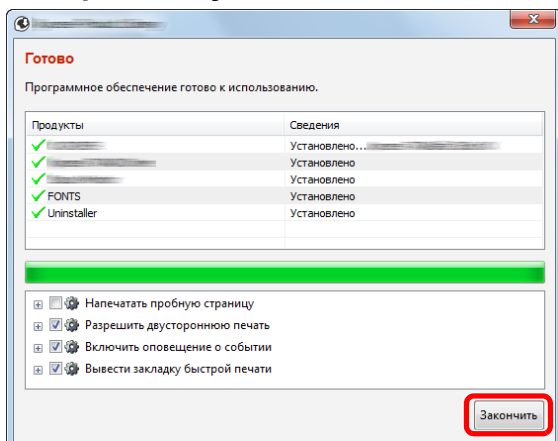 Готово
Программное обеспечение готово к использованию.
Продукты Сведения
Установлено...
Установлено
Установлено
FONTS Установлено
Uninstaller Установлено
Напечатать пробную страницу
Разрешить двустороннюю печать
Включить оповещение о событии
Вывести закладку быстрой печати
Закончить